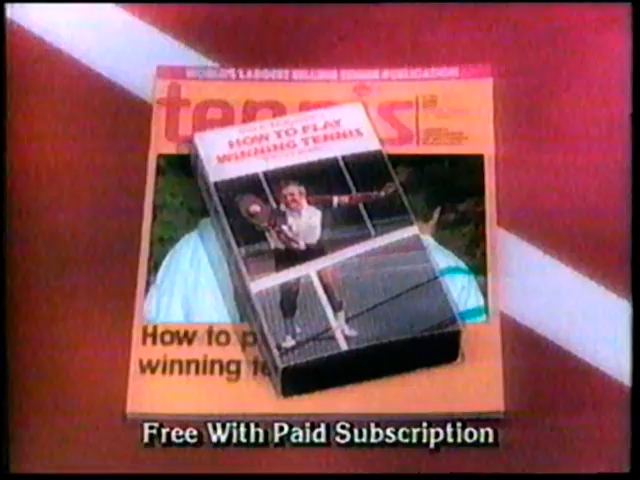 WORLD'S LARGEST SELLING TENNIS PUBLICATION
tennis
HOW TO PLAY
WINNING TENNIS
How to p
winning te
Free With Paid Subscription